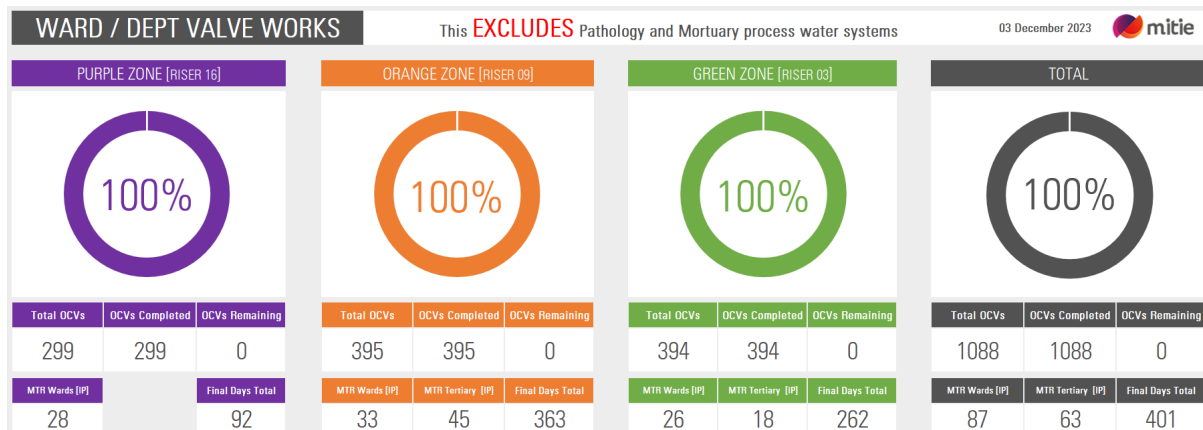 WARD / DEPT VALVE WORKS This EXCLUDES Pathology and Mortuary process water systems 03 December 2023 mitie
PURPLE ZONE [RISER 16] ORANGE ZONE [RISER 09] GREEN ZONE [RISER 03] TOTAL
100% 100% 100% 100%
Total OCVs OCVs Completed OCVs Remaining Total OCVs OCVs Completed OCVs Remaining Total OCVs OCVs Completed OCVs Remaining Total OCVs OCVs Completed OCVs Remaining
299 299 0 395 395 0 394 394 0 1088 1088 0
MTR Wards [IP] Final Days Total MTR Wards [IP] MTR Tertiary [IP] Final Days Total MTR Wards [IP] MTR Tertiary [IP] Final Days Total MTR Wards [IP] MTR Tertiary [IP] Final Days Total
28 92 33 45 363 26 18 262 87 63 401